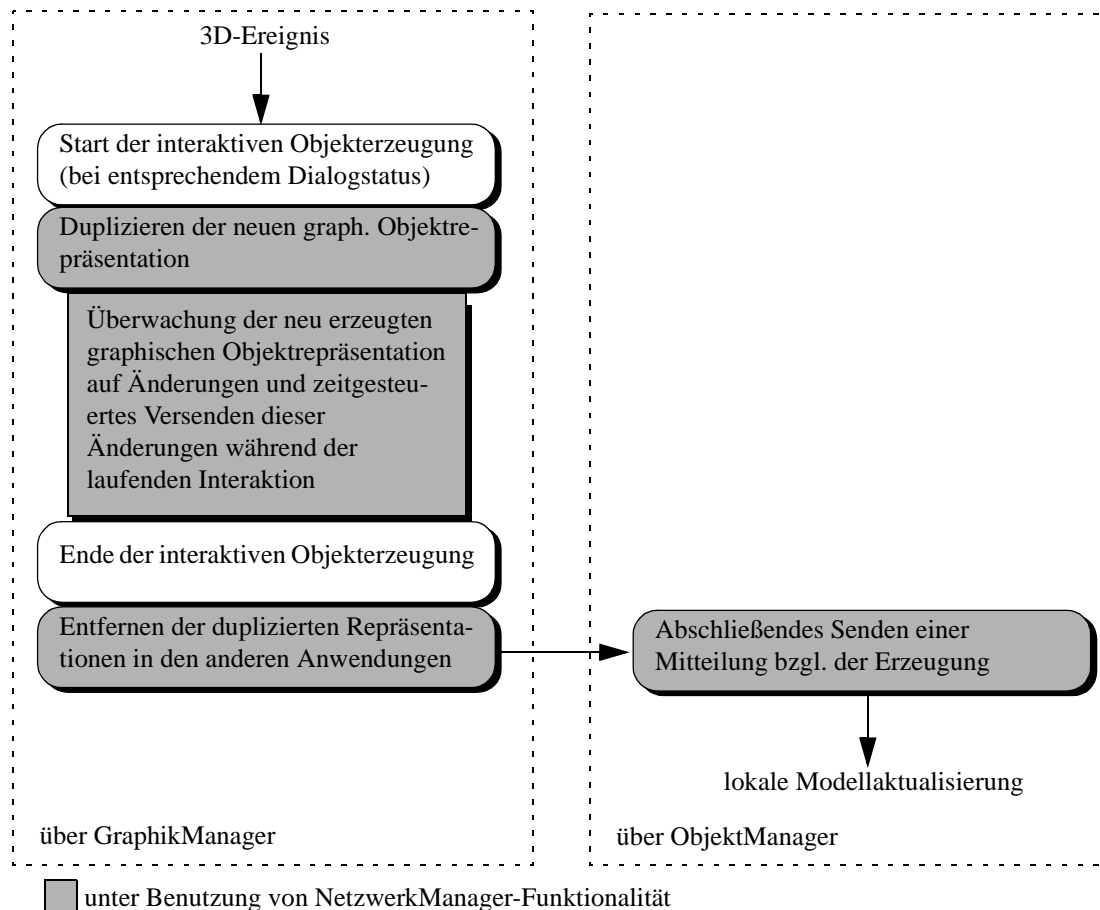 3D-Ereignis
Start der interaktiven Objekterzeugung
(bei entsprechendem Dialogstatus)
Duplizieren der neuen graph. Objektre-
präsentation
Überwachung der neu erzeugten
graphischen Objektrepräsentation
auf Änderungen und zeitgesteu-
ertes Versenden dieser
Änderungen während der
laufenden Interaktion
Ende der interaktiven Objekterzeugung
Entfernen der duplizierten Repräsenta-
tionen in den anderen Anwendungen
über GraphikManager
Abschließendes Senden einer
Mitteilung bzgl. der Erzeugung
lokale Modellaktualisierung
über ObjektManager
unter Benutzung von NetzwerkManager-Funktionalität